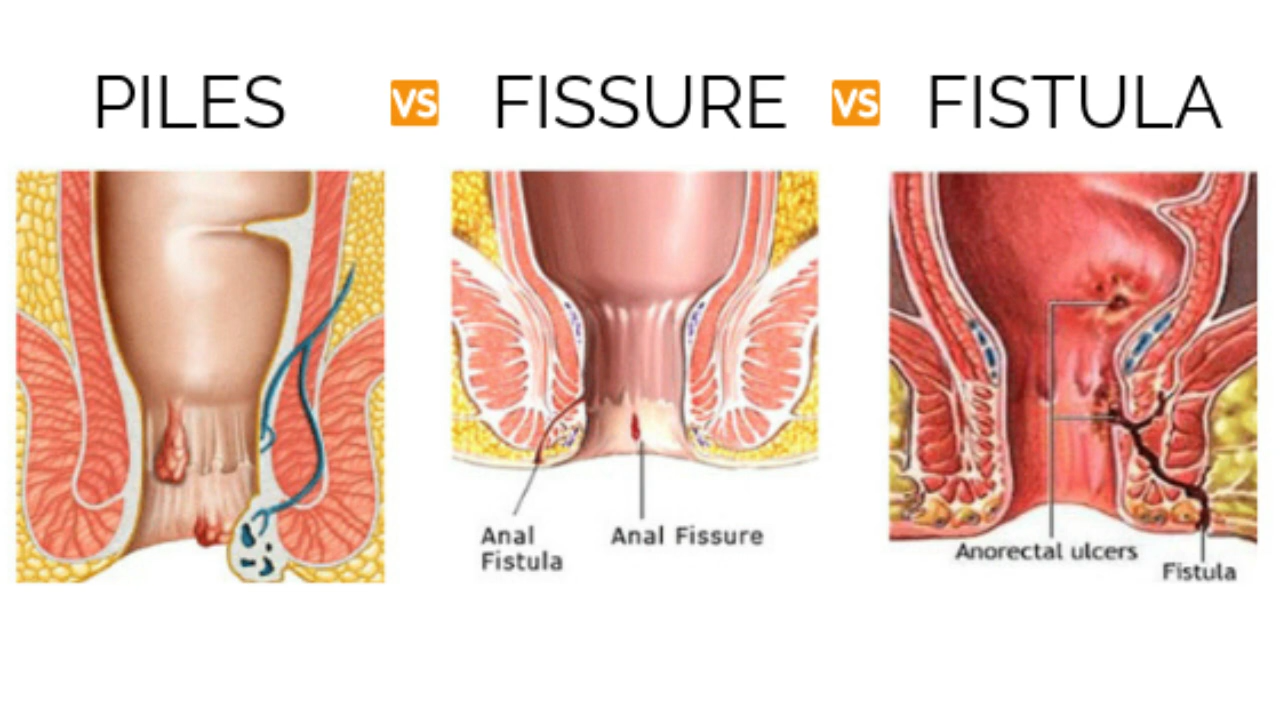 PILES VS FISSURE VS FISTULA
Anal
Fistula
Anal Fissure
Anorectal ulcers
Fistula